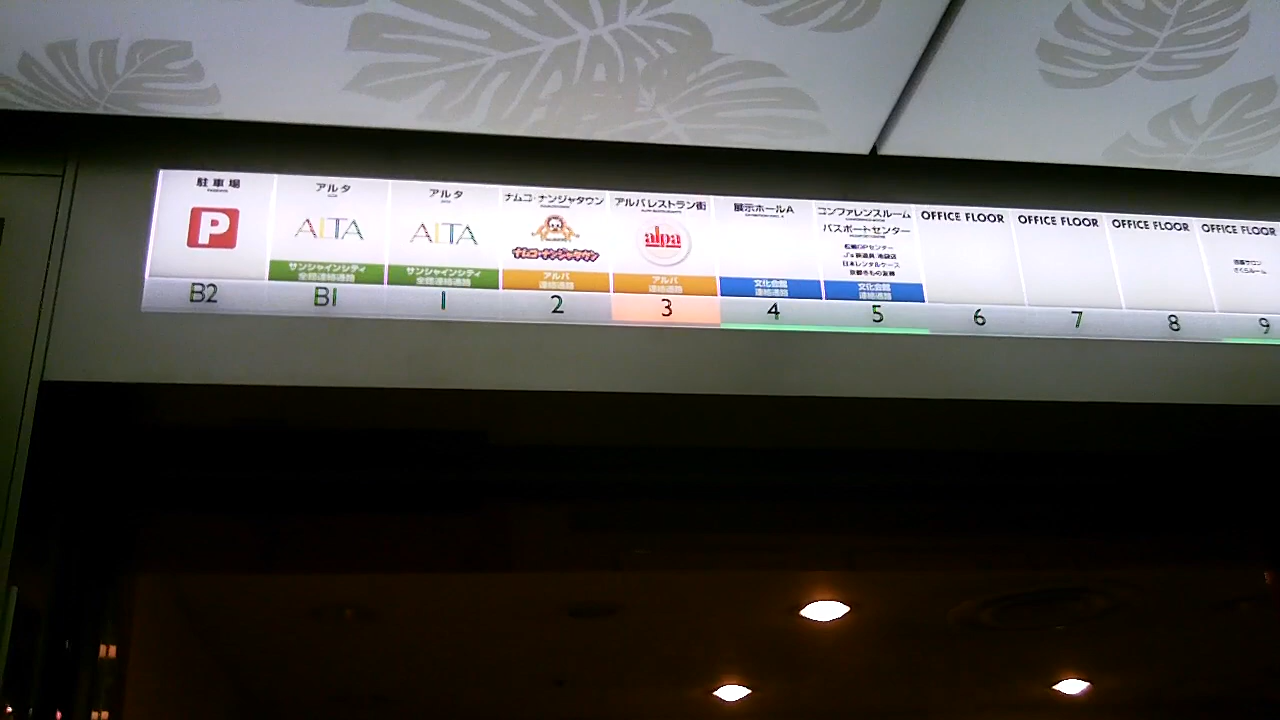 駐車場
P
B2
アルタ
ALTA
サンシャインシティ
全館連絡通路
B1
アルタ
ALTA
サンシャインシティ
全館連絡通路
1
ナムコ・ナンジャタウン
アルパ
連絡通路
2
アルパレストラン街
alpa
アルパ
連絡通路
3
展示ホールA
文化会館
連絡通路
4
コンファレンスルーム
パスポートセンター
日本レンタルケース
文化会館
連絡通路
5
OFFICE FLOOR
6
OFFICE FLOOR
7
OFFICE FLOOR
8
OFFICE FLOOR
9